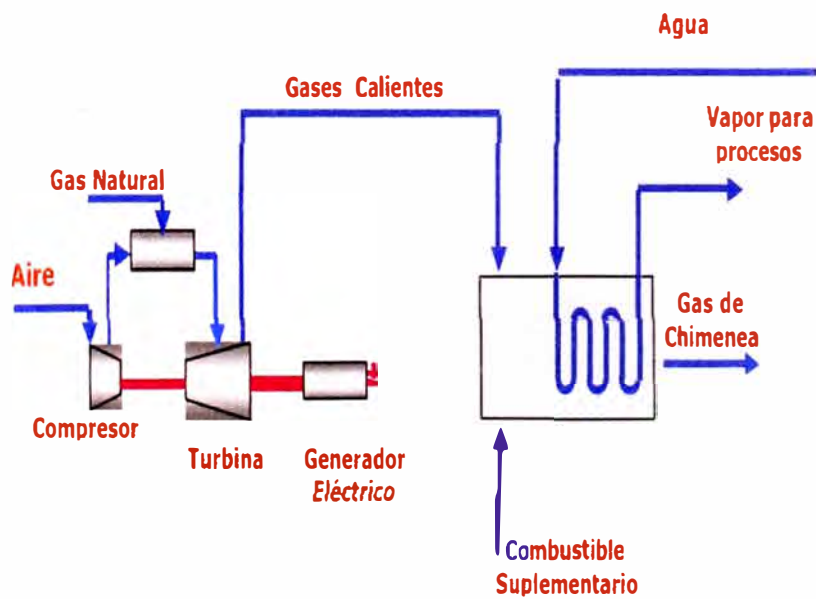 Agua
Gases Calientes
Vapor para
procesos
Gas Natural
Aire
Gas de
Chimenea
Compresor
Turbina
Generador
Eléctrico
Combustible
Suplementario